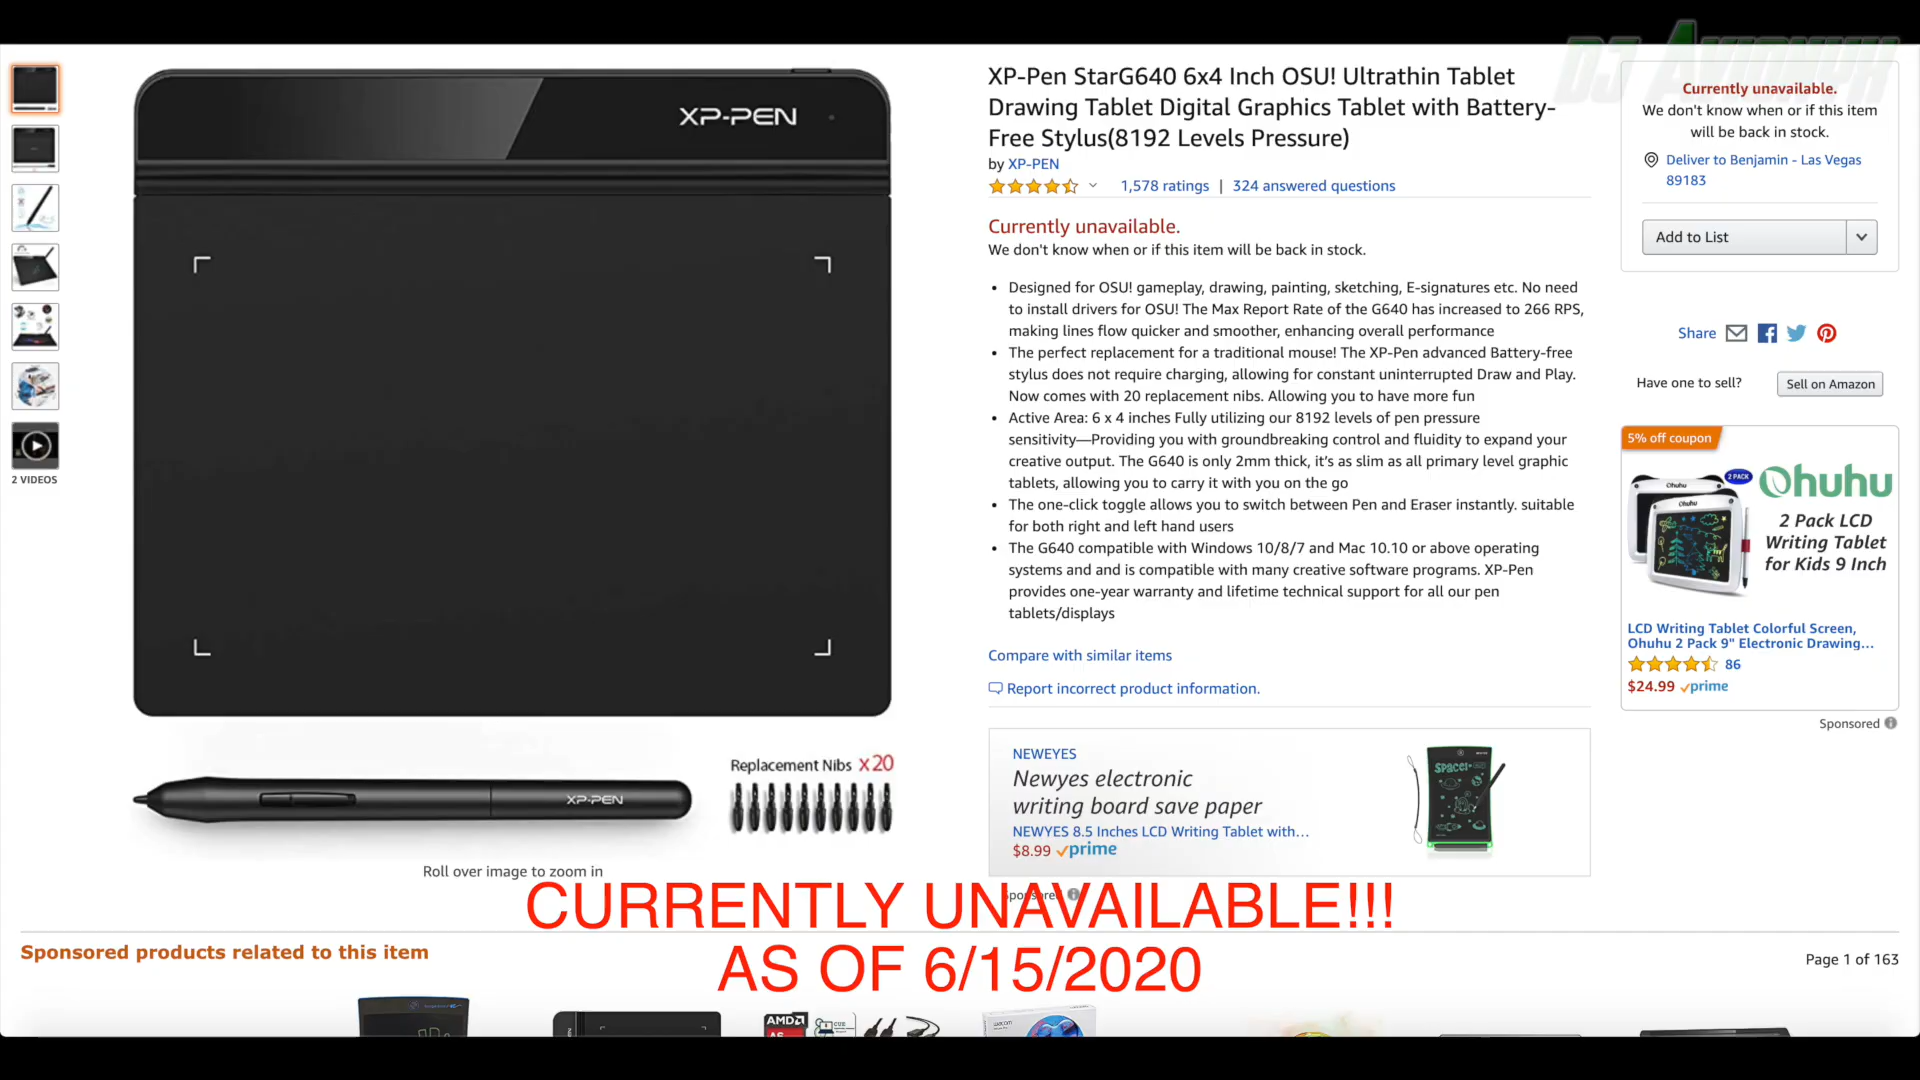 DJ Avionyx
XP-PEN
XP-Pen StarG640 6x4 Inch OSU! Ultrathin Tablet
Drawing Tablet Digital Graphics Tablet with Battery-
Free Stylus(8192 Levels Pressure)
by XP-PEN
1,578 ratings | 324 answered questions
Currently unavailable.
We don't know when or if this item will be back in stock.
• Designed for OSU! gameplay, drawing, painting, sketching, E-signatures etc. No need
to install drivers for OSU! The Max Report Rate of the G640 has increased to 266 RPS,
making lines flow quicker and smoother, enhancing overall performance
• The perfect replacement for a traditional mouse! The XP-Pen advanced Battery-free
stylus does not require charging, allowing for constant uninterrupted Draw and Play.
Now comes with 20 replacement nibs. Allowing you to have more fun
• Active Area: 6 x 4 inches Fully utilizing our 8192 levels of pen pressure
sensitivity—Providing you with groundbreaking control and fluidity to expand your
creative output. The G640 is only 2mm thick, it's as slim as all primary level graphic
tablets, allowing you to carry it with you on the go
• The one-click toggle allows you to switch between Pen and Eraser instantly. suitable
for both right and left hand users
• The G640 compatible with Windows 10/8/7 and Mac 10.10 or above operating
systems and and is compatible with many creative software programs. XP-Pen
provides one-year warranty and lifetime technical support for all our pen
tablets/displays
Compare with similar items
Report incorrect product information.
Currently unavailable.
We don't know when or if this item
will be back in stock.
Deliver to Benjamin - Las Vegas
89183
Add to List
Share
Have one to sell?
Sell on Amazon
5% off coupon
2 PACK
Ohuhu
Ohuhu
Ohuhu
2 Pack LCD
Writing Tablet
for Kids 9 Inch
LCD Writing Tablet Colorful Screen,
Ohuhu 2 Pack 9" Electronic Drawing...
86
$24.99 prime
Sponsored
2 VIDEOS
Replacement Nibs x20
XP-PEN
Roll over image to zoom in
NEWEYES
Newyes electronic
writing board save paper
NEWYES 8.5 Inches LCD Writing Tablet with...
$8.99 prime
SPACE!
Sponsored
CURRENTLY UNAVAILABLE!!!
AS OF 6/15/2020
Sponsored products related to this item
Page 1 of 163
AMD